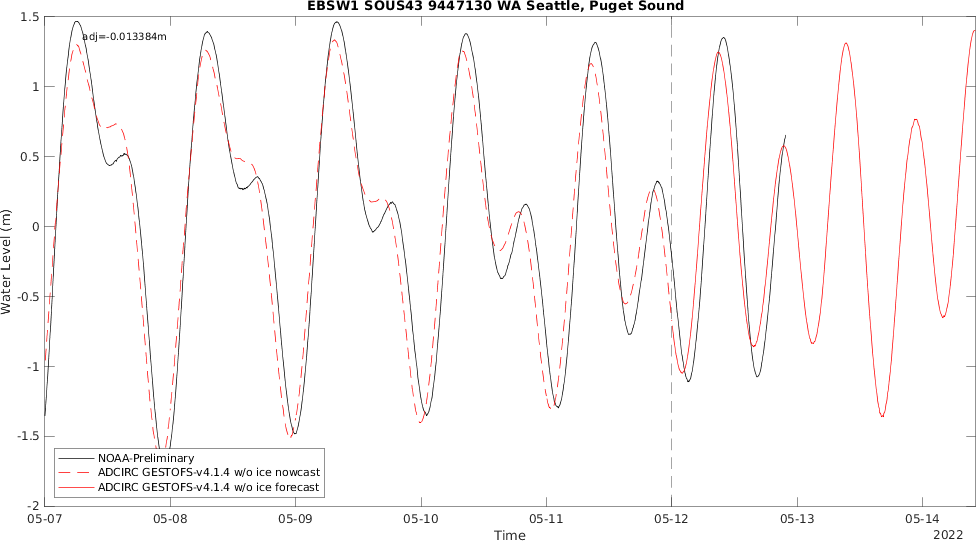 EBSW1 SOUS43 9447130 WA Seattle, Puget Sound
1.5
adj=-0.013384m
1
0.5
0
-0.5
-1
-1.5
-2
Water Level (m)
NOAA-Preliminary
ADCIRC GESTOFS-v4.1.4 w/o ice nowcast
ADCIRC GESTOFS-v4.1.4 w/o ice forecast
05-07 05-08 05-09 05-10 05-11 05-12 05-13 05-14
Time
2022